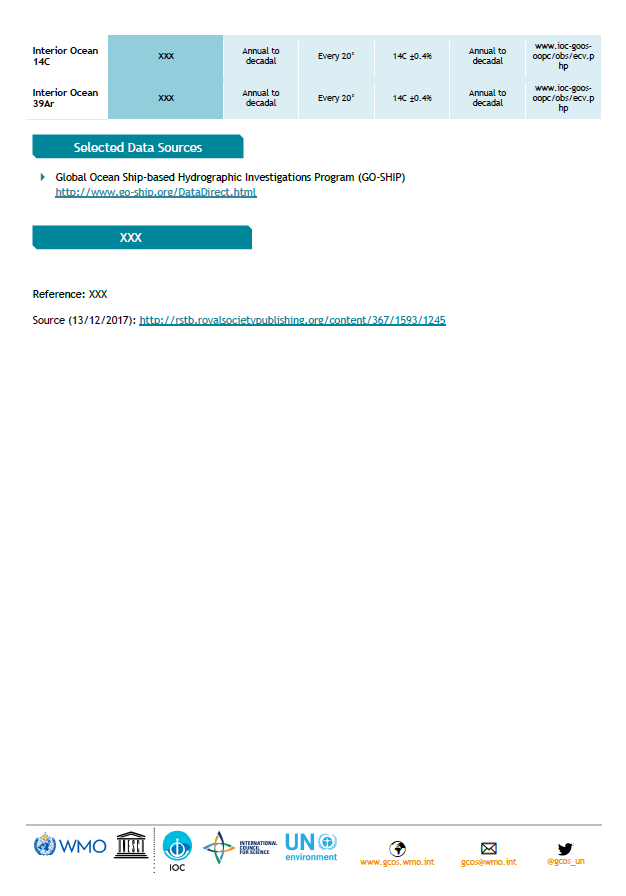 Interior Ocean
14C
XXX
Annual to
decadal
Every 20°
14C ±0.4%
Annual to
decadal
www.ioc-goos-
oopc/obs/ecv.p
hp
Interior Ocean
39Ar
XXX
Annual to
decadal
Every 20°
14C ±0.4%
Annual to
decadal
www.ioc-goos-
oopc/obs/ecv.p
hp
Selected Data Sources
Global Ocean Ship-based Hydrographic Investigations Program (GO-SHIP)
http://www.go-ship.org/DataDirect.html
XXX
Reference: XXX
Source (13/12/2017): http://rstb.royalsocietypublishing.org/content/367/1593/1245
WMO
UNESCO
IOC
INTERNATIONAL
COUNCIL
FOR SCIENCE
UN
environment
www.gcos.wmo.int
gcos@wmo.int
@gcos_un